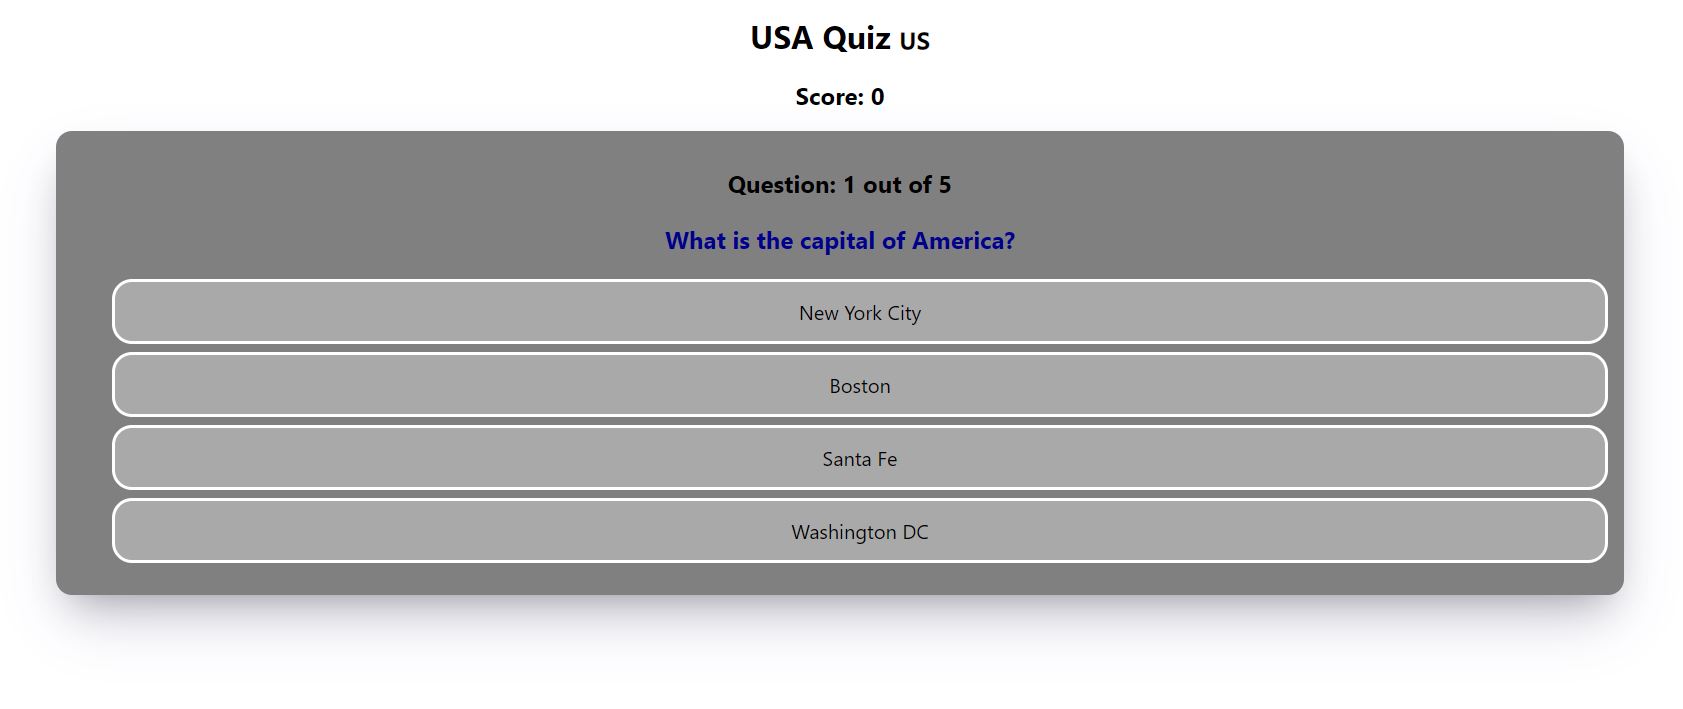 USA Quiz US
Score: 0
Question: 1 out of 5
What is the capital of America?
New York City
Boston
Santa Fe
Washington DC